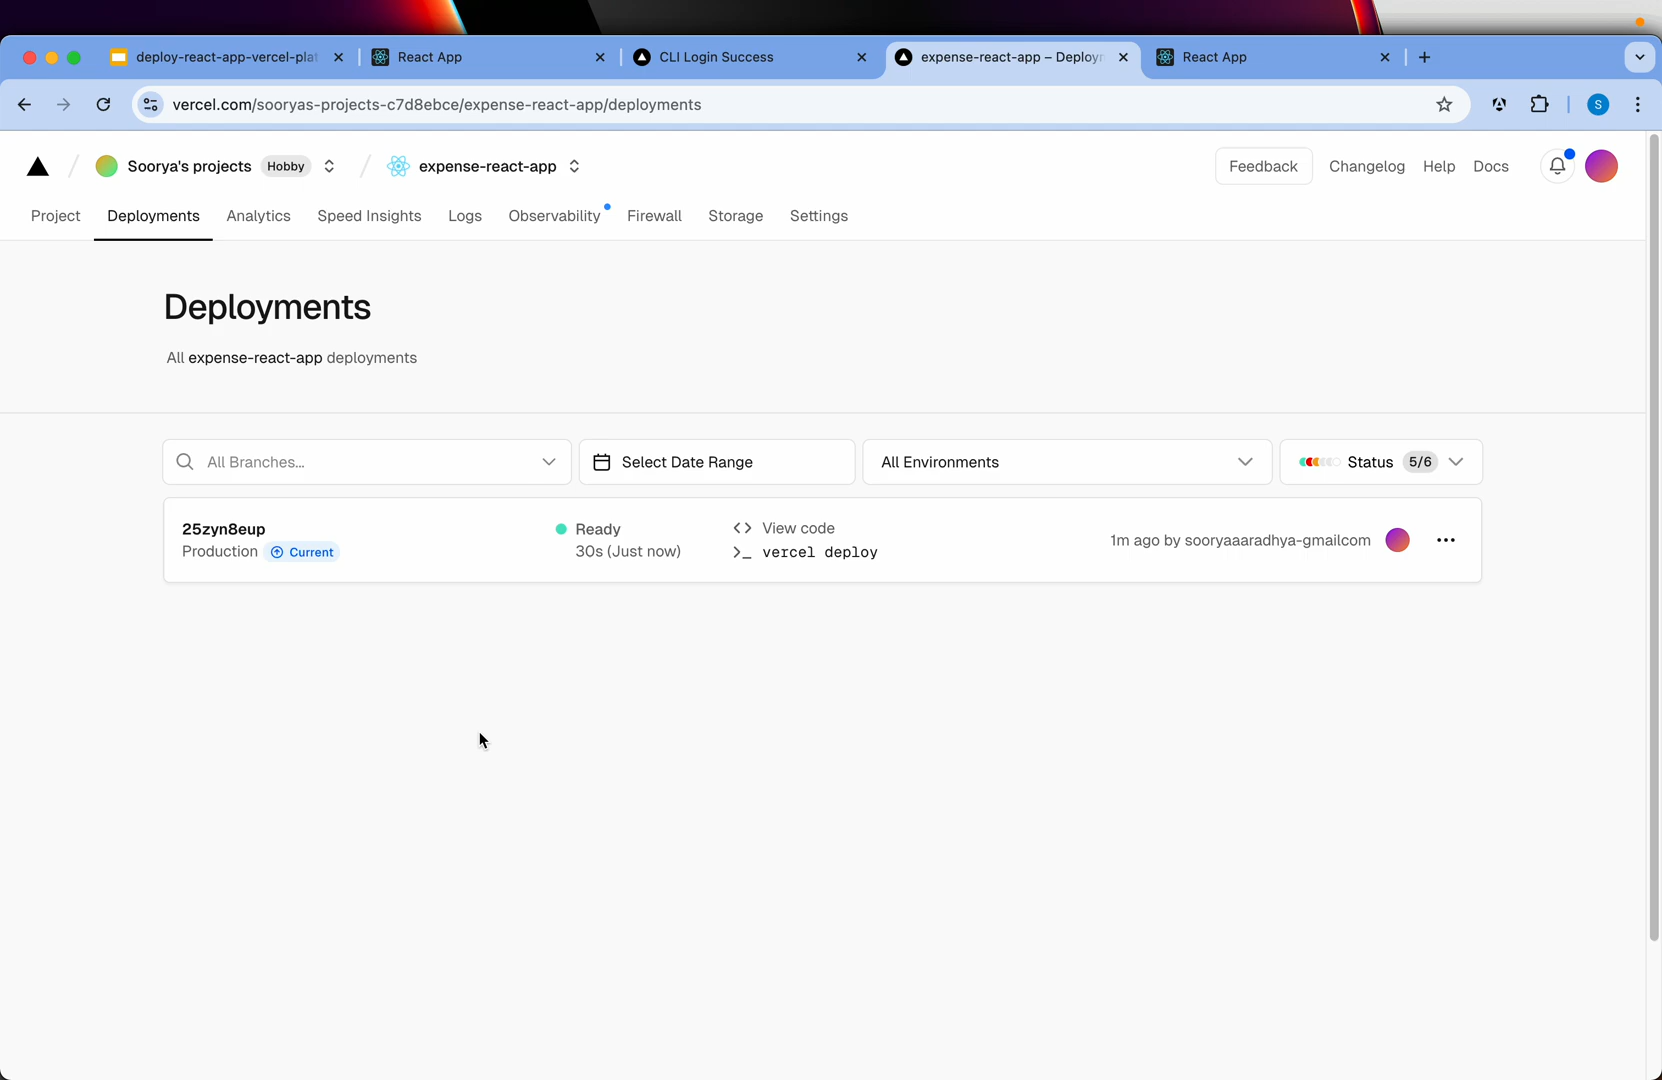 deploy-react-app-vercel-plat
React App
CLI Login Success
expense-react-app – Deploym
React App
vercel.com/sooryas-projects-c7d8ebce/expense-react-app/deployments
S
Soorya's projects Hobby
expense-react-app
Feedback Changelog Help Docs
Project Deployments Analytics Speed Insights Logs Observability Firewall Storage Settings
Deployments
All expense-react-app deployments
All Branches...
Select Date Range
All Environments
Status 5/6
25zyn8eup
Production Current
Ready
30s (Just now)
View code
vercel deploy
1m ago by sooryaaaradhya-gmailcom